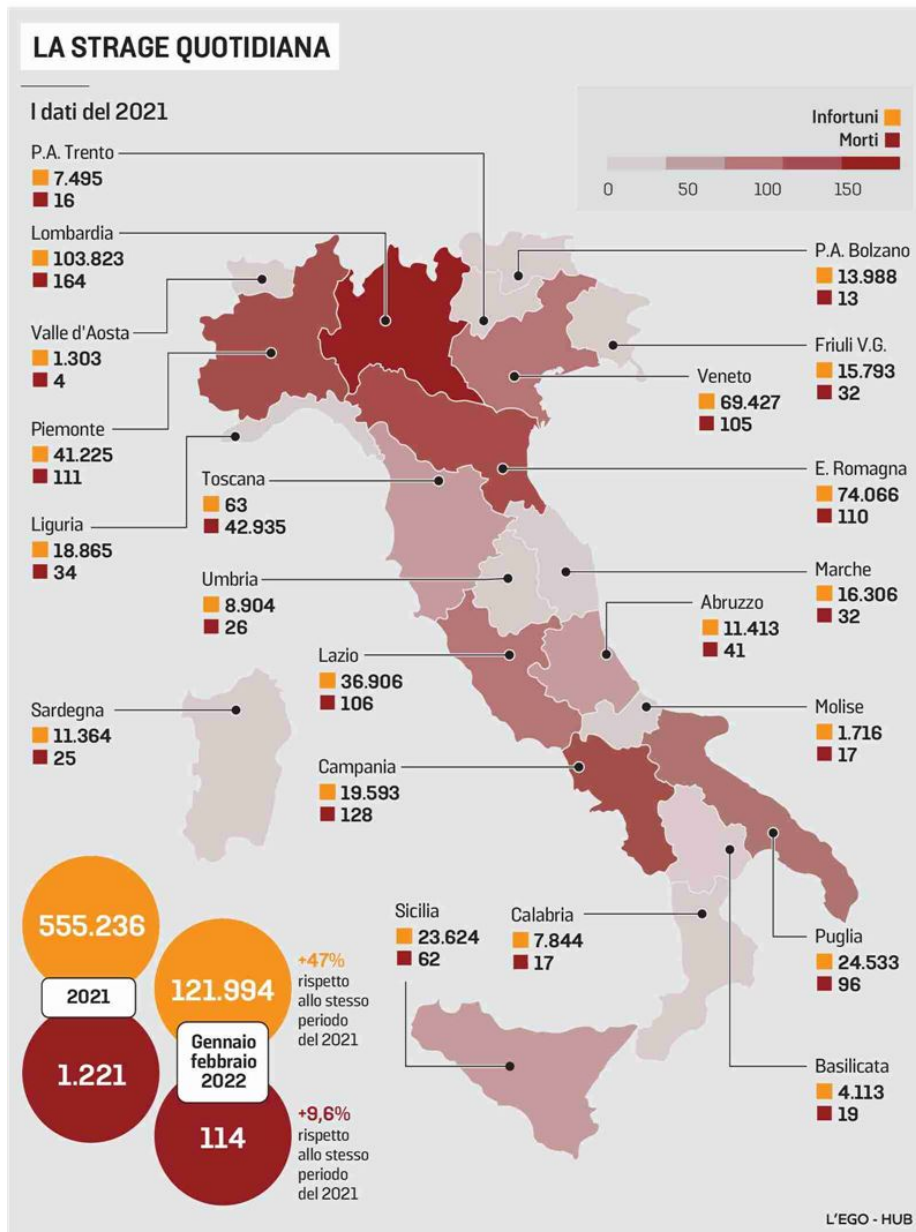 LA STRAGE QUOTIDIANA
I dati del 2021
Infortuni
Morti
0 50 100 150
P.A. Trento
7.495
16
Lombardia
103.823
164
Valle d'Aosta
1.303
4
Piemonte
41.225
111
Liguria
18.865
34
Toscana
63
42.935
Umbria
8.904
26
Lazio
36.906
106
Sardegna
11.364
25
Campania
19.593
128
P.A. Bolzano
13.988
13
Friuli V.G.
15.793
32
Veneto
69.427
105
E. Romagna
74.066
110
Marche
16.306
32
Abruzzo
11.413
41
Molise
1.716
17
Puglia
24.533
96
Basilicata
4.113
19
Sicilia
23.624
62
Calabria
7.844
17
555.236
2021
1.221
121.994
Gennaio
febbraio
2022
114
+47%
rispetto
allo stesso
periodo
del 2021
+9,6%
rispetto
allo stesso
periodo
del 2021
L'EGO - HUB